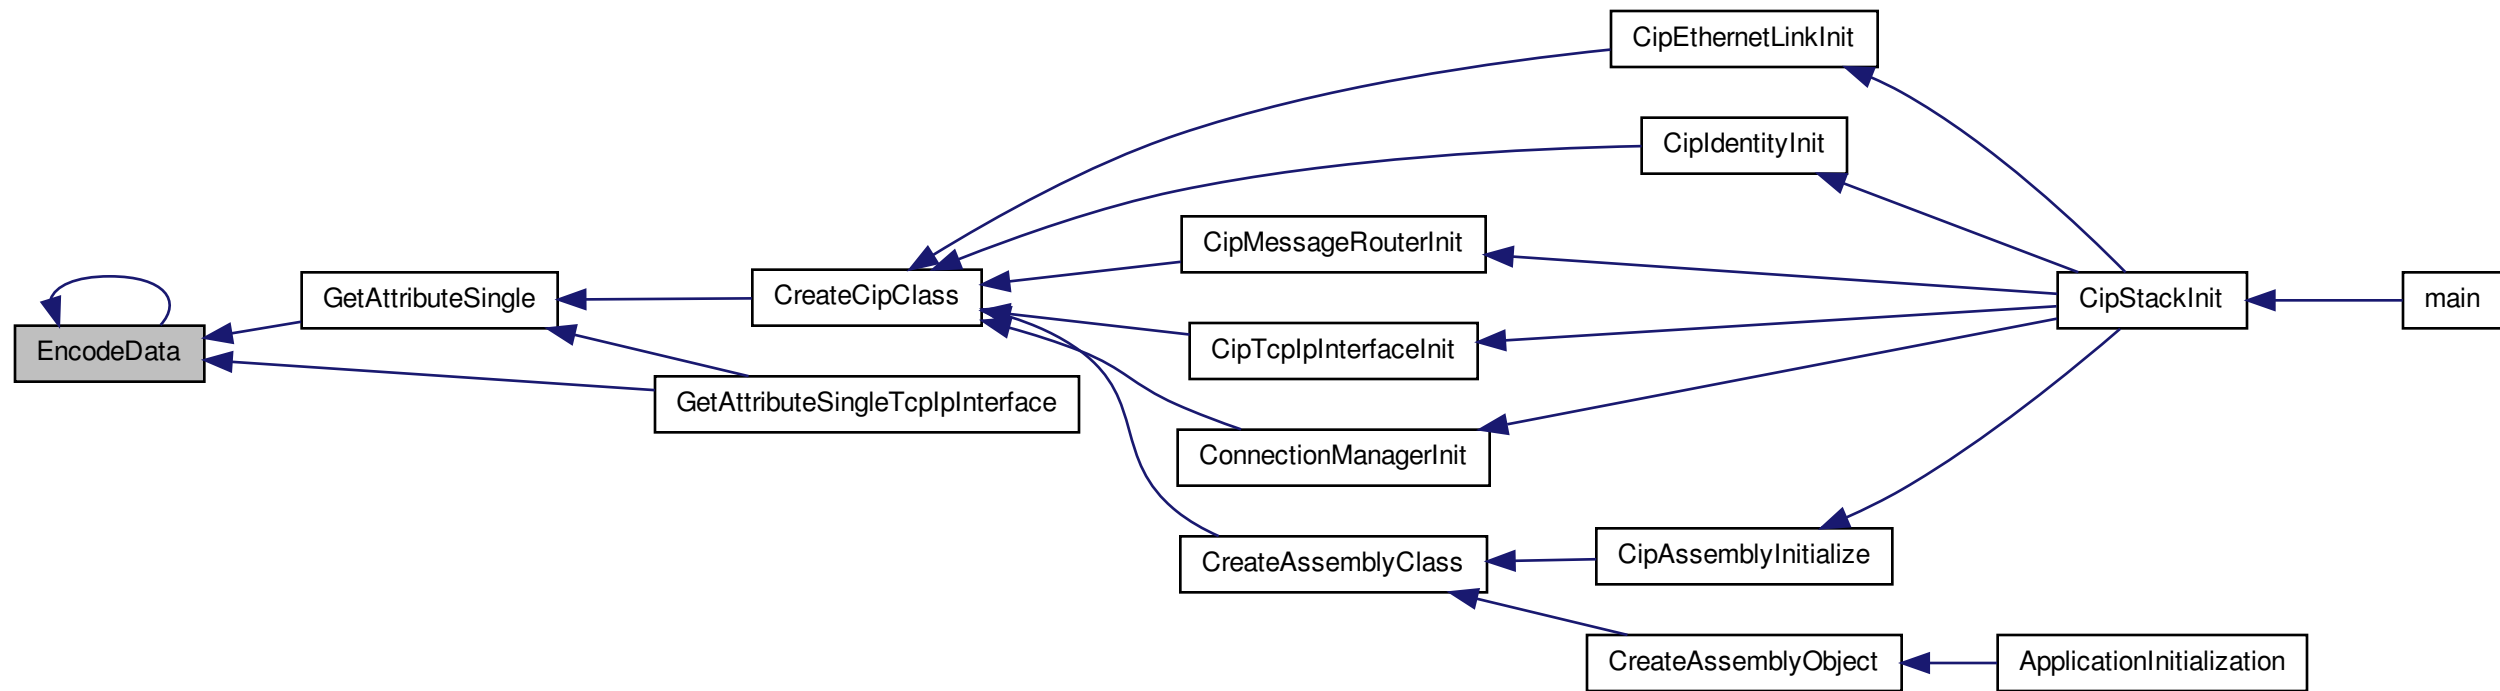 CipEthernetLinkInit
CipIdentityInit
CipMessageRouterInit
GetAttributeSingle
CreateCipClass
CipStackInit
main
EncodeData
CipTcpIpInterfaceInit
GetAttributeSingleTcpIpInterface
ConnectionManagerInit
CreateAssemblyClass
CipAssemblyInitialize
CreateAssemblyObject
ApplicationInitialization